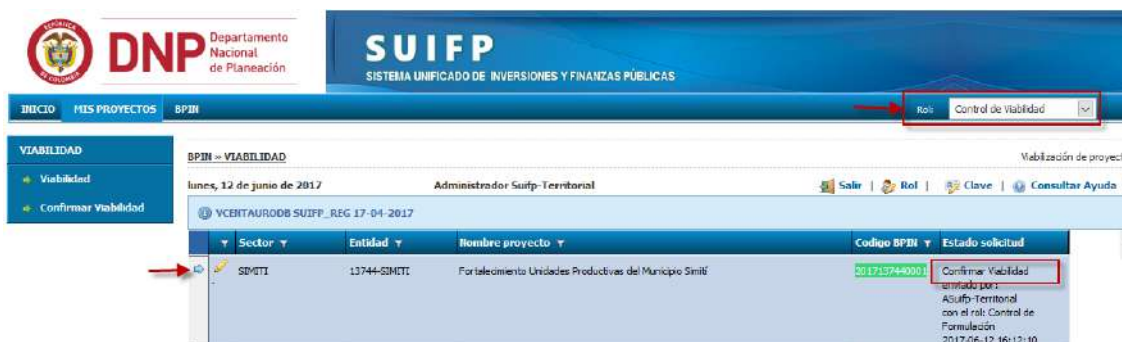 REPÚBLICA
DE COLOMBIA
DNP Departamento
Nacional
de Planeación
SUIFP
SISTEMA UNIFICADO DE INVERSIONES Y FINANZAS PÚBLICAS
INICIO MIS PROYECTOS BPIN
Rol: Control de Viabilidad
VIABILIDAD
Viabilidad
Confirmar Viabilidad
BPIN » VIABILIDAD
Viabilización de proyect
lunes, 12 de junio de 2017 Administrador Suifp-Territorial Salir | Rol | Clave | Consultar Ayuda
VCENTAURODB SUIFP_REG 17-04-2017
Sector Entidad Nombre proyecto Codigo BPIN Estado solicitud
SIMITI 13744-SIMITI Fortalecimiento Unidades Productivas del Municipio Simití 2017137440001 Confirmar Viabilidad
enviado por:
ASuifp-Territorial
con el rol: Control de
Formulación
2017-06-12 16:12:10